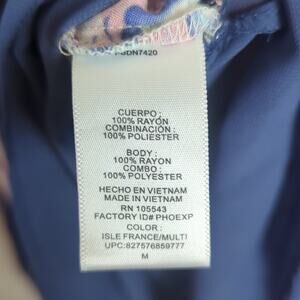 CUERPO :
100% RAYON
COMBINACIÓN :
100% POLIESTER
BODY :
100% RAYON
COMBO :
100% POLYESTER
HECHO EN VIETNAM
MADE IN VIETNAM
RN 105543
FACTORY ID# PHOEXP
COLOR :
ISLE FRANCE/MULTI
UPC:827576859777
M